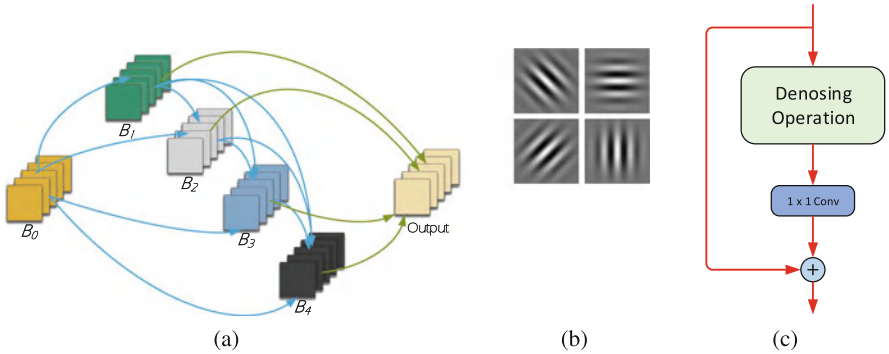 B1
B2
B0
B3
B4
Output
Denosing
Operation
1 x 1 Conv
+
(a)
(b)
(c)